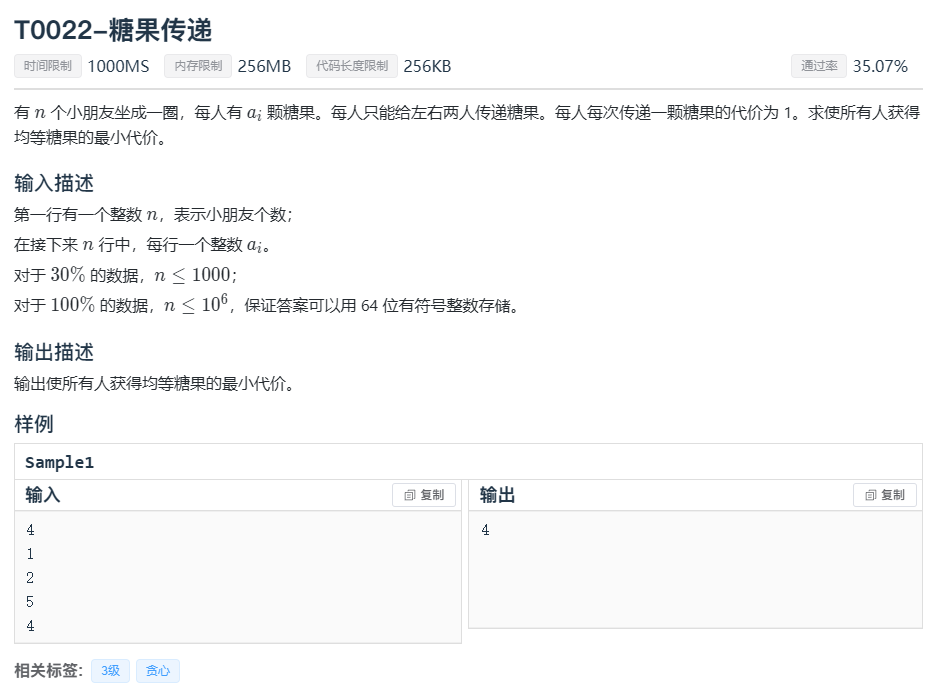 T0022–糖果传递
时间限制 1000MS 内存限制 256MB 代码长度限制 256KB 通过率 35.07%
有 n 个小朋友坐成一圈，每人有 a_i 颗糖果。每人只能给左右两人传递糖果。每人每次传递一颗糖果的代价为 1。求使所有人获得
均等糖果的最小代价。
输入描述
第一行有一个整数 n，表示小朋友个数；
在接下来 n 行中，每行一个整数 a_i。
对于 30% 的数据，n ≤ 1000；
对于 100% 的数据，n ≤ 10^6，保证答案可以用 64 位有符号整数存储。
输出描述
输出使所有人获得均等糖果的最小代价。
样例
Sample1
输入 复制 输出 复制
4 4
1
2
5
4
相关标签: 3级 贪心